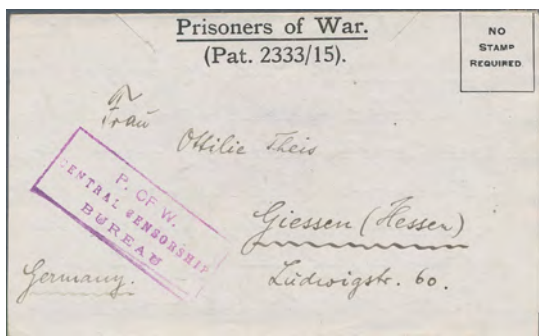 Prisoners of War.
(Pat. 2333/15).
NO
STAMP
REQUIRED
Frau
Ottilie Theis
P. OF W.
CENTRAL CENSORSHIP
BUREAU
Giessen (Hessen)
Germany.
Ludwigstr. 60.